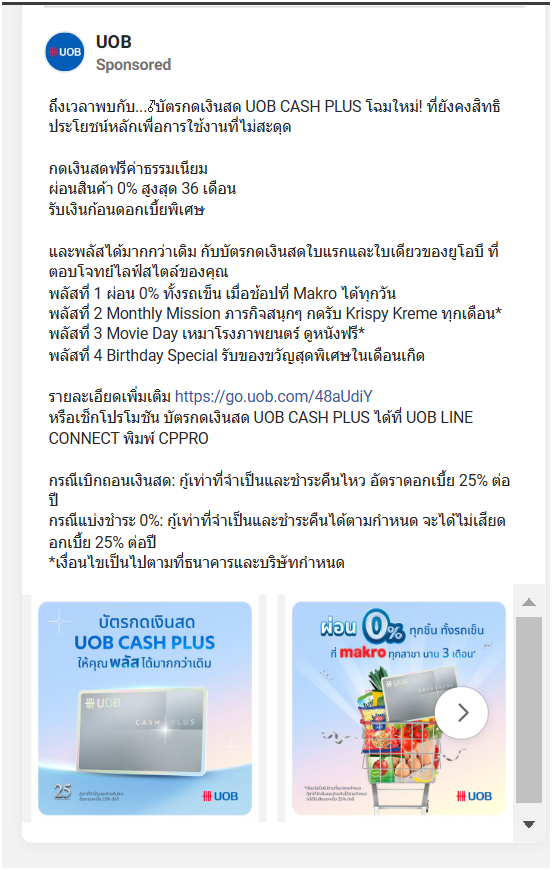 UOB
UOB
Sponsored
ถึงเวลาพบกับ...บัตรกดเงินสด UOB CASH PLUS โฉมใหม่! ที่ยังคงสิทธิ
ประโยชน์หลักเพื่อการใช้งานที่ไม่สะดุด
กดเงินสดฟรีค่าธรรมเนียม
ผ่อนสินค้า 0% สูงสุด 36 เดือน
รับเงินก้อนดอกเบี้ยพิเศษ
และพลัสได้มากกว่าเดิม กับบัตรกดเงินสดใบแรกและใบเดียวของยูโอบี ที่
ตอบโจทย์ไลฟ์สไตล์ของคุณ
พลัสที่ 1 ผ่อน 0% ทั้งรถเข็น เมื่อช้อปที่ Makro ได้ทุกวัน
พลัสที่ 2 Monthly Mission ภารกิจสนุกๆ กดรับ Krispy Kreme ทุกเดือน*
พลัสที่ 3 Movie Day เหมาโรงภาพยนตร์ ดูหนังฟรี*
พลัสที่ 4 Birthday Special รับของขวัญสุดพิเศษในเดือนเกิด
รายละเอียดเพิ่มเติม https://go.uob.com/48aUdiY
หรือเช็กโปรโมชัน บัตรกดเงินสด UOB CASH PLUS ได้ที่ UOB LINE
CONNECT พิมพ์ CPPRO
กรณีเบิกถอนเงินสด: กู้เท่าที่จำเป็นและชำระคืนไหว อัตราดอกเบี้ย 25% ต่อ
ปี
กรณีแบ่งชำระ 0%: กู้เท่าที่จำเป็นและชำระคืนได้ตามกำหนด จะได้ไม่เสียด
อกเบี้ย 25% ต่อปี
*เงื่อนไขเป็นไปตามที่ธนาคารและบริษัทกำหนด
บัตรกดเงินสด
UOB CASH PLUS
ให้คุณพลัสได้มากกว่าเดิม
UOB
CASH PLUS
25
UOB
ผ่อน 0% ทุกชิ้น ทั้งรถเข็น
ที่ makro ทุกสาขา นาน 3 เดือน*
UOB
CASH PLUS
UOB